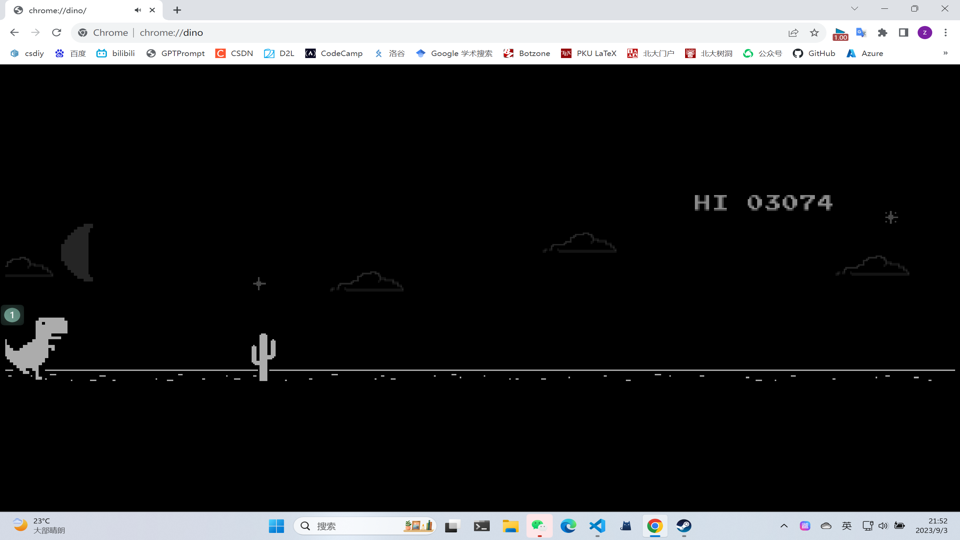 chrome://dino/
Chrome | chrome://dino
1.00
z
csdiy 百度 bilibili GPTPrompt CSDN D2L CodeCamp 洛谷 Google 学术搜索 Botzone PKU LaTeX 北大门户 北大树洞 公众号 GitHub Azure »
HI 03074
1
23°C
大部晴朗
搜索
英
21:52
2023/9/3